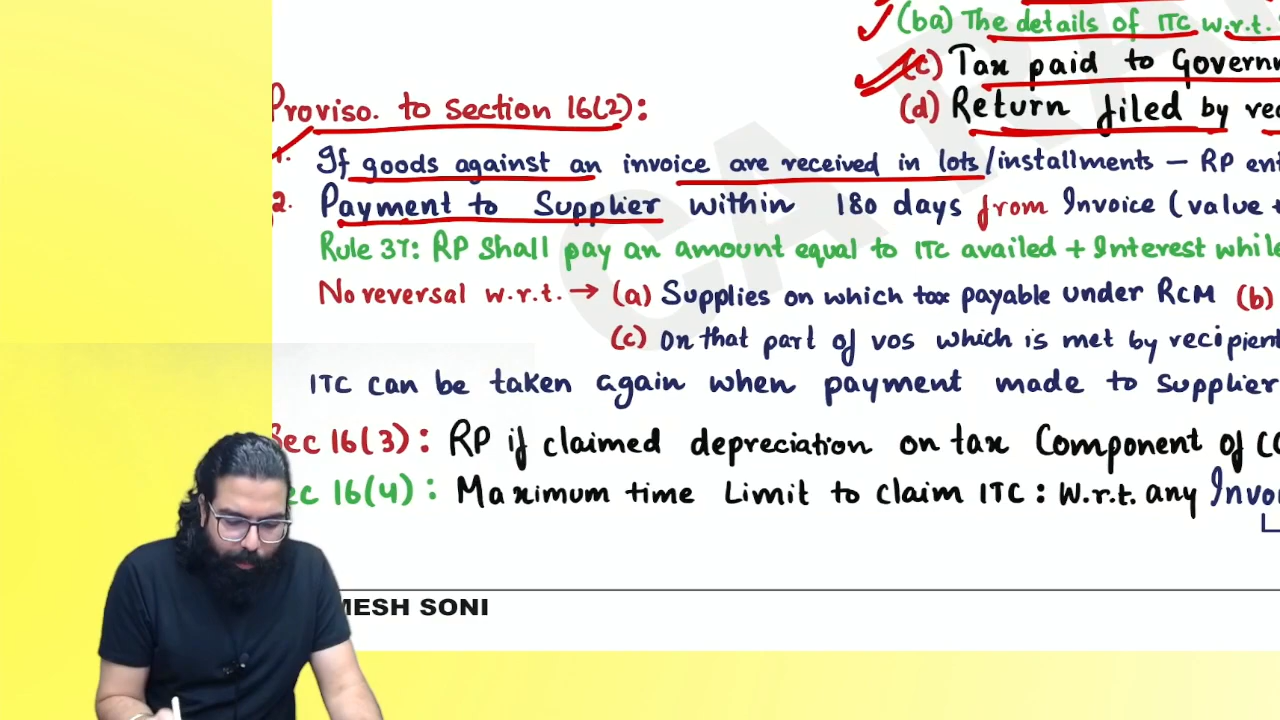 (ba) The details of ITC w.r.t.
(c) Tax paid to Governm
(d) Return filed by re
Proviso. to section 16(2):
1. If goods against an invoice are received in lots/installments – RP enti
2. Payment to Supplier within 180 days from Invoice (value +
Rule 37: RP Shall pay an amount equal to ITC availed + Interest while
No reversal w.r.t. → (a) Supplies on which tax payable under RCM (b)
(c) On that part of VOS which is met by recipient
ITC can be taken again when payment made to Supplier
Sec 16(3): RP if claimed depreciation on tax Component of
Sec 16(4): Maximum time Limit to claim ITC: W.r.t. any Invo
MESH SONI